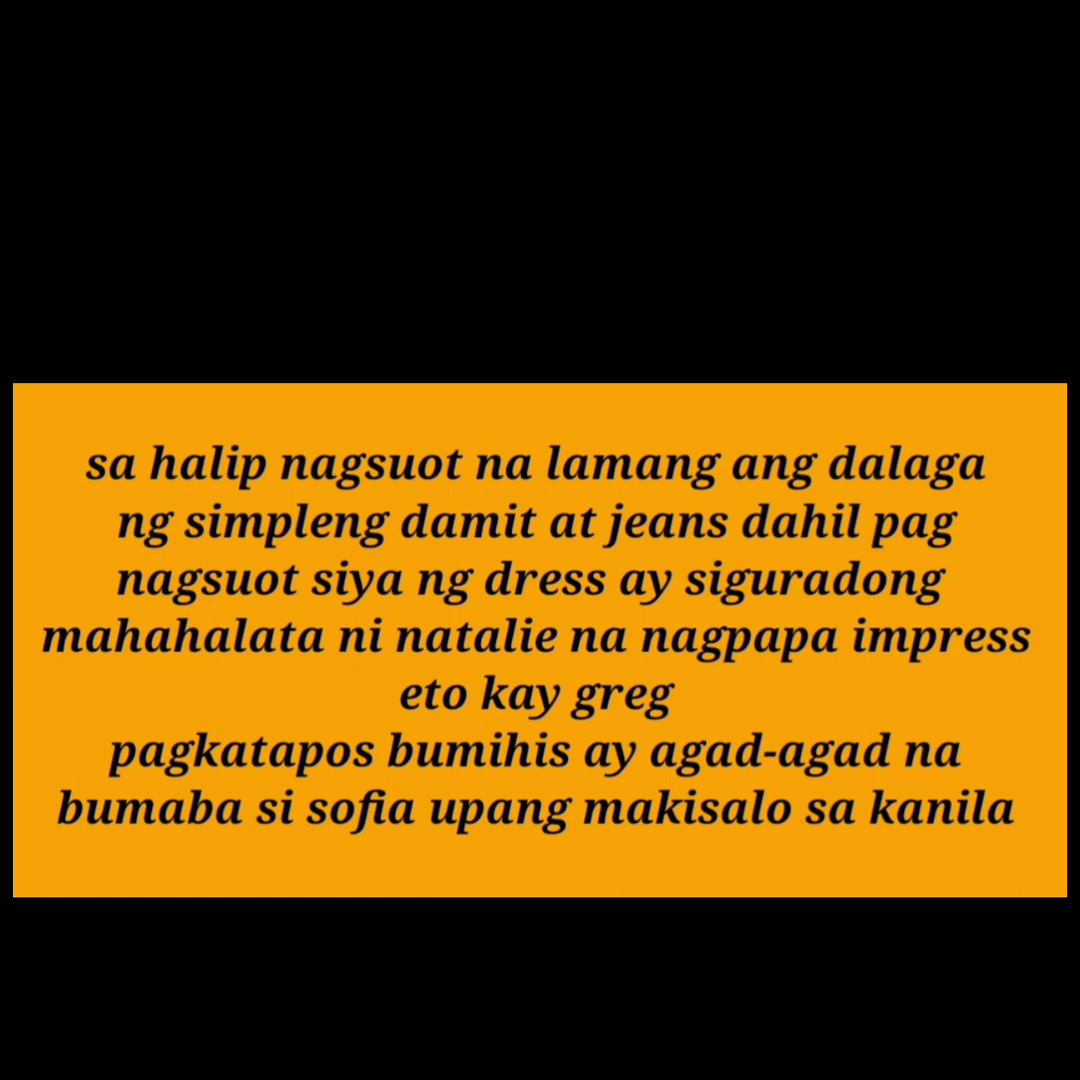 sa halip nagsuot na lamang ang dalaga
ng simpleng damit at jeans dahil pag
nagsuot siya ng dress ay siguradong
mahahalata ni natalie na nagpapa impress
eto kay greg
pagkatapos bumihis ay agad-agad na
bumaba si sofia upang makisalo sa kanila